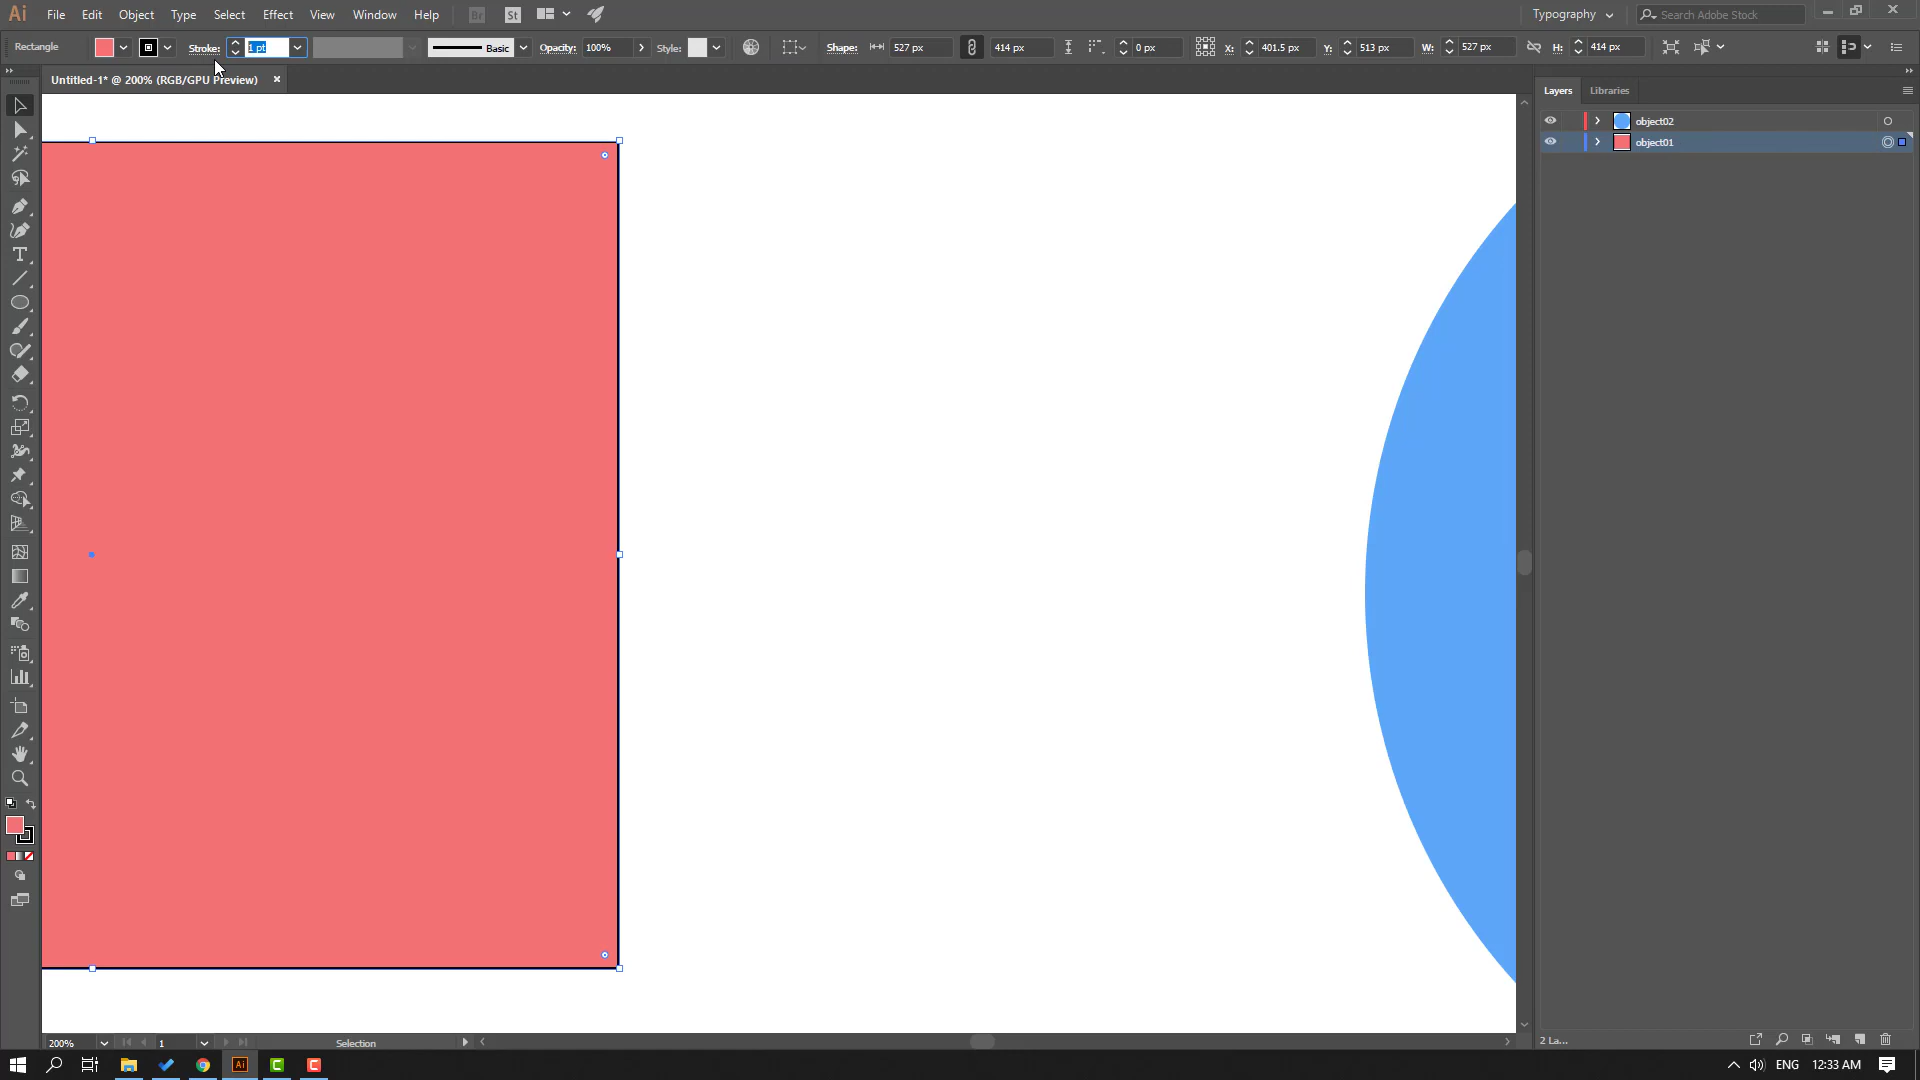 Ai File Edit Object Type Select Effect View Window Help Br St Typography Search Adobe Stock
Rectangle Stroke: 1 pt Basic Opacity: 100% Style: Shape: 527 px 414 px 0 px X: 401.5 px Y: 513 px W: 527 px H: 414 px
Untitled-1* @ 200% (RGB/GPU Preview) ×
Layers Libraries
object02
object01
200% 1 Selection
2 La...
Ai C C ENG 12:33 AM